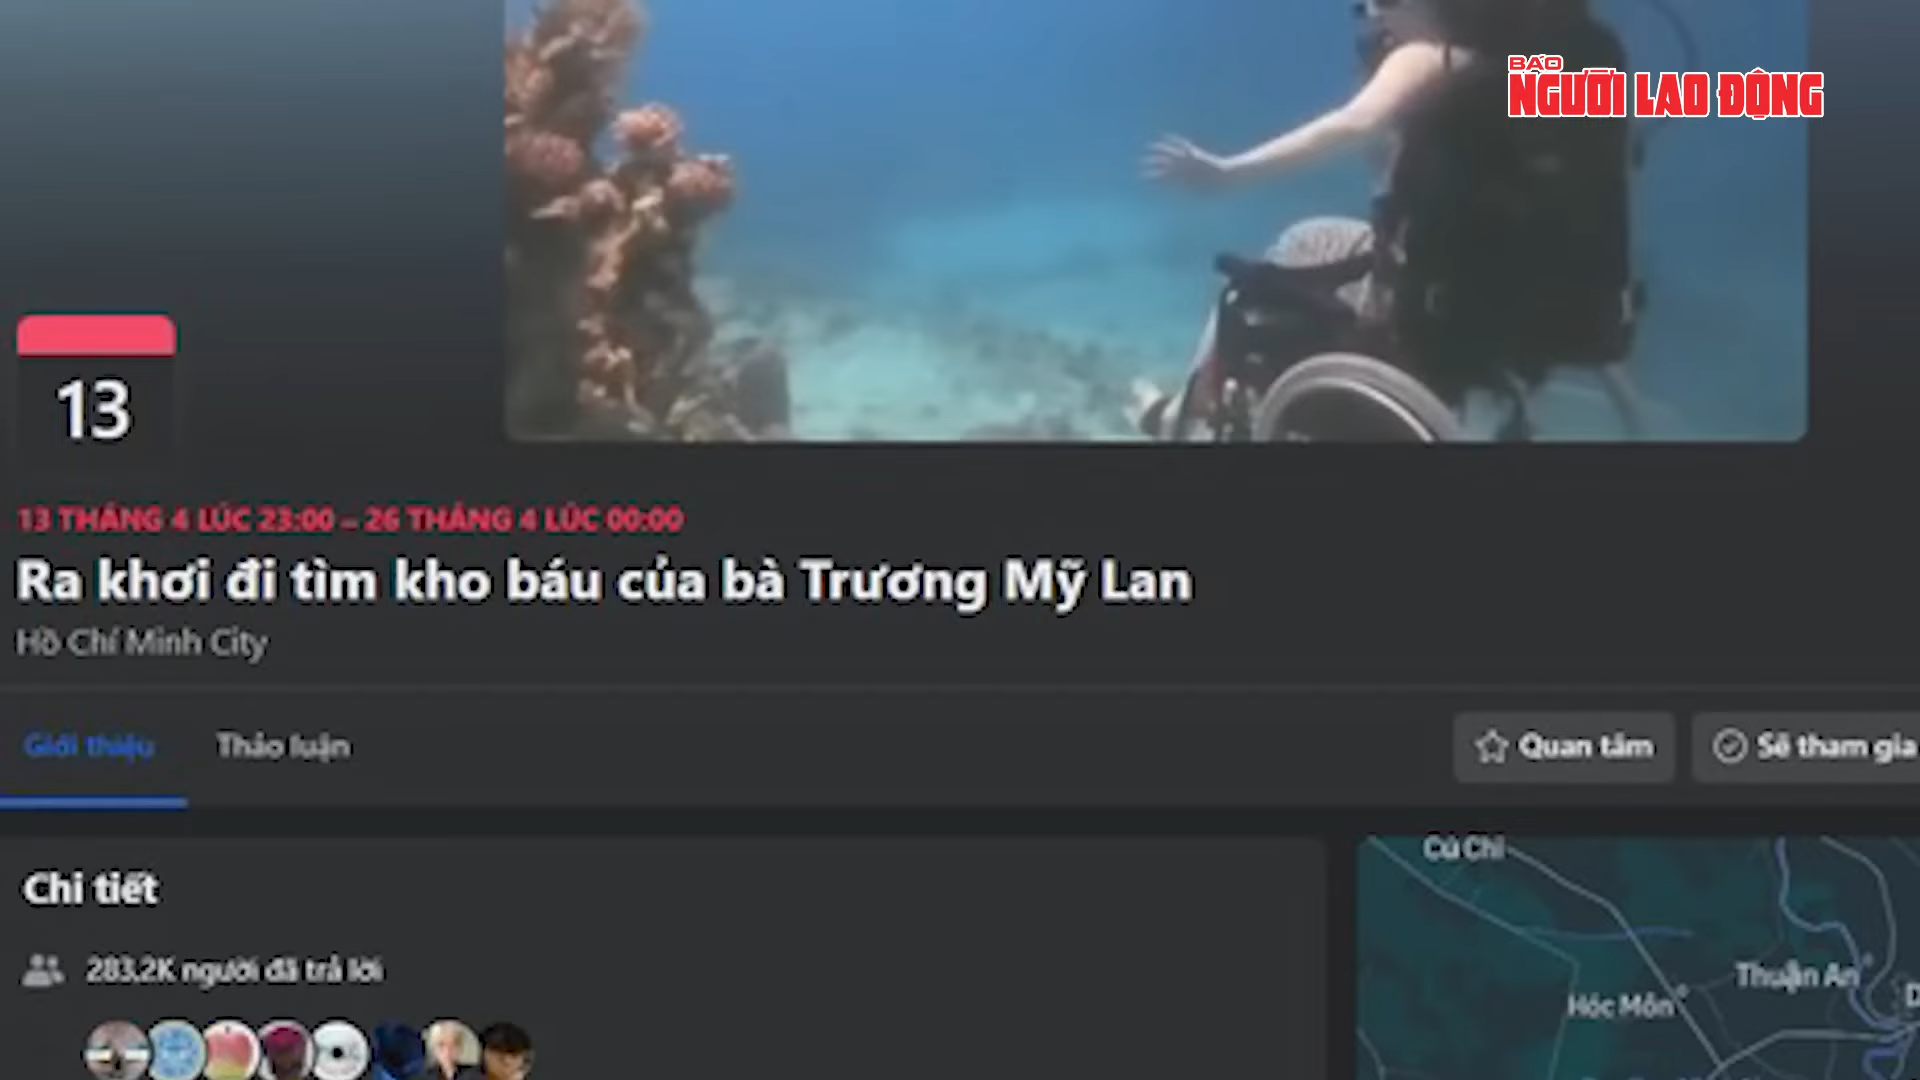 BÁO
NGƯỜI LAO ĐỘNG
13
13 THÁNG 4 LÚC 23:00 – 26 THÁNG 4 LÚC 00:00
Ra khơi đi tìm kho báu của bà Trương Mỹ Lan
Hồ Chí Minh City
Giới thiệu
Thảo luận
Quan tâm
Sẽ tham gia
Chi tiết
283,2K người đã trả lời
Củ Chi
Thuận An
Hóc Môn